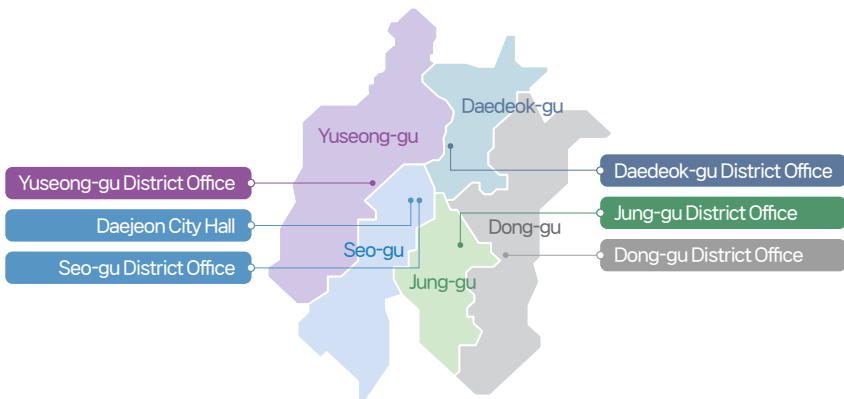 Daedeok-gu
Yuseong-gu
Yuseong-gu District Office
Daedeok-gu District Office
Daejeon City Hall
Jung-gu District Office
Dong-gu
Seo-gu
Seo-gu District Office
Dong-gu District Office
Jung-gu